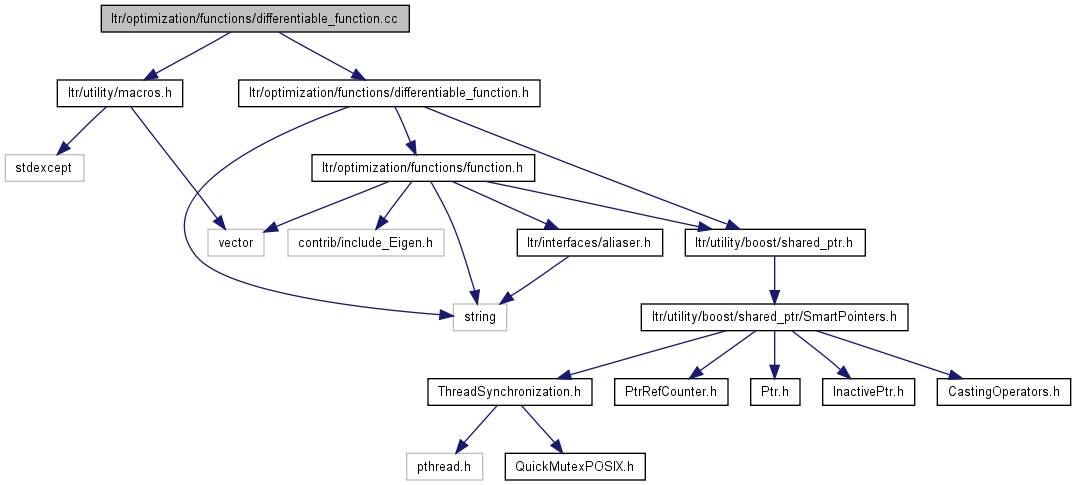 ltr/optimization/functions/differentiable_function.cc
ltr/utility/macros.h
ltr/optimization/functions/differentiable_function.h
stdexcept
ltr/optimization/functions/function.h
vector
contrib/include_Eigen.h
ltr/interfaces/aliaser.h
ltr/utility/boost/shared_ptr.h
string
ltr/utility/boost/shared_ptr/SmartPointers.h
ThreadSynchronization.h
PtrRefCounter.h
Ptr.h
InactivePtr.h
CastingOperators.h
pthread.h
QuickMutexPOSIX.h